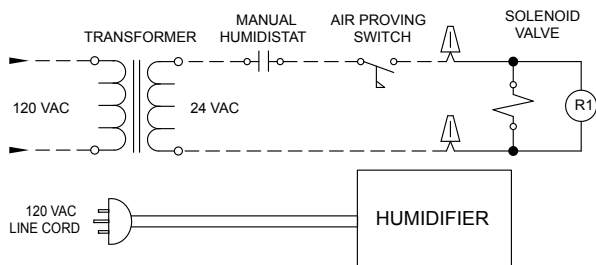 TRANSFORMER
MANUAL
HUMIDISTAT
AIR PROVING
SWITCH
SOLENOID
VALVE
120 VAC
24 VAC
R1
120 VAC
LINE CORD
HUMIDIFIER